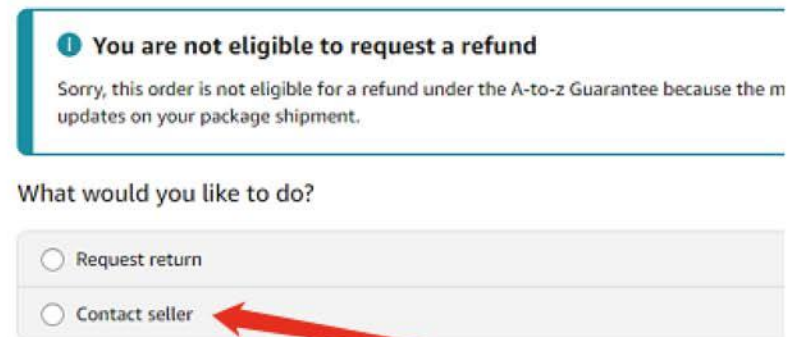 You are not eligible to request a refund
Sorry, this order is not eligible for a refund under the A-to-z Guarantee because the
updates on your package shipment.
What would you like to do?
Request return
Contact seller